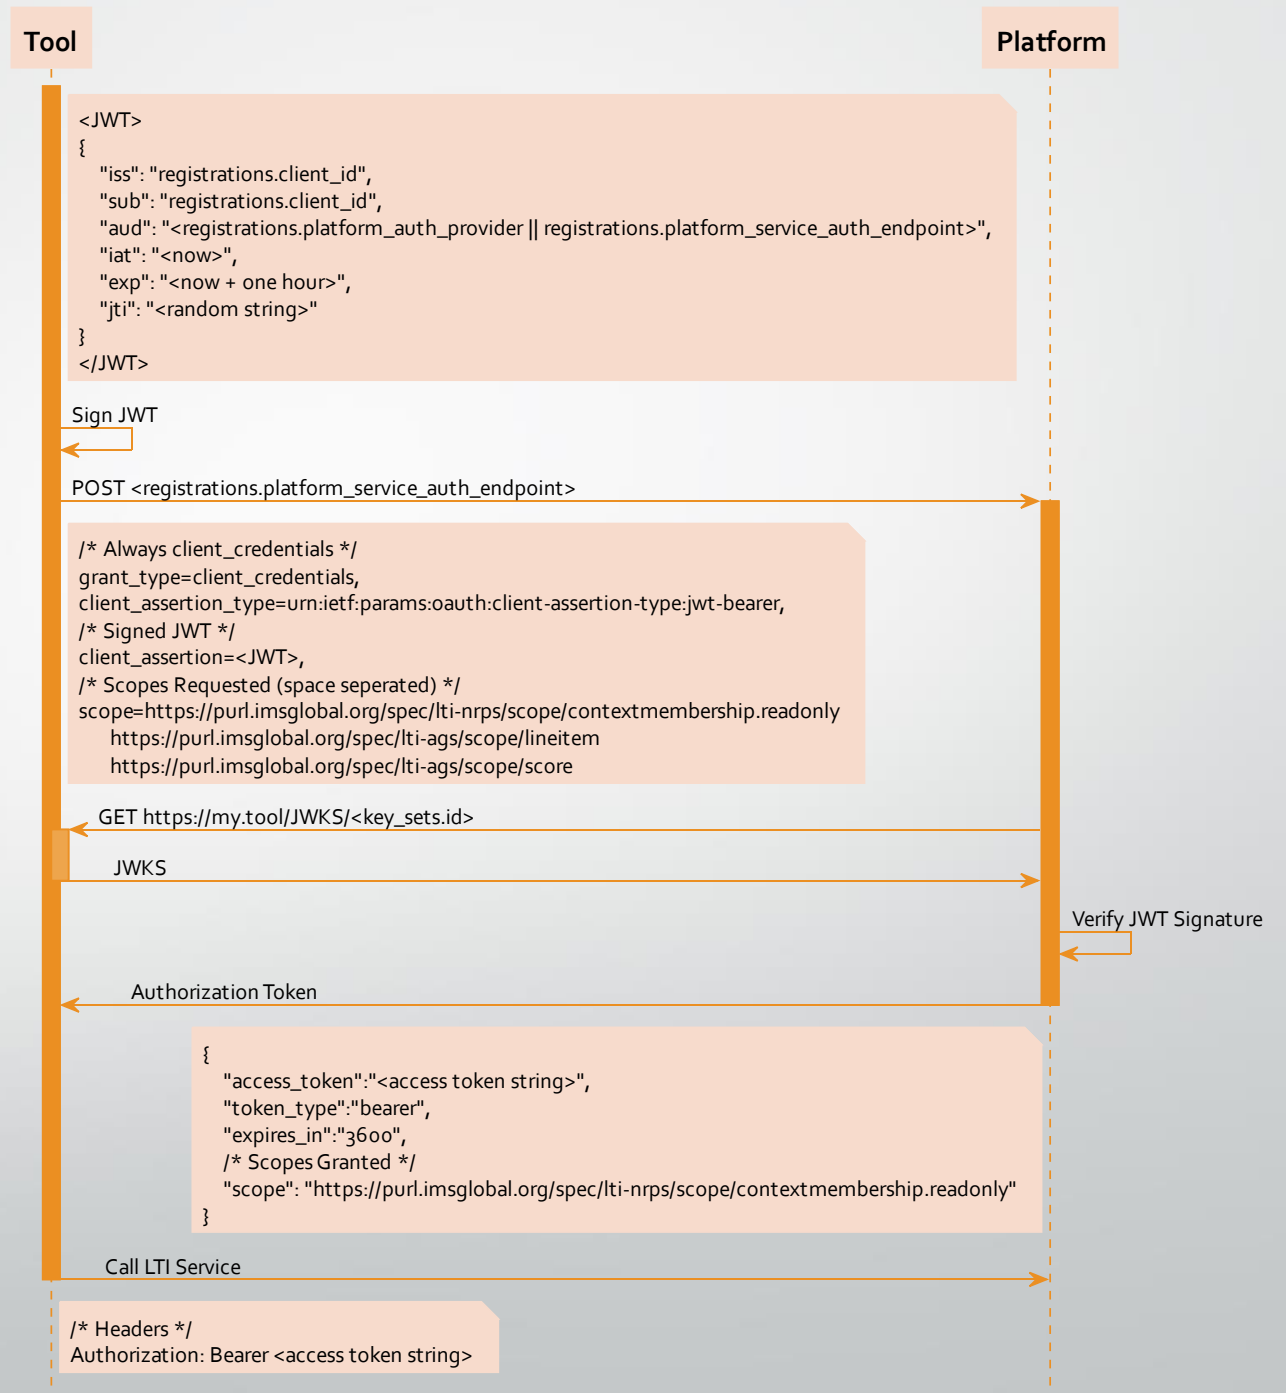 Tool
Platform
<JWT>
{
    "iss": "registrations.client_id",
    "sub": "registrations.client_id",
    "aud": "<registrations.platform_auth_provider || registrations.platform_service_auth_endpoint>",
    "iat": "<now>",
    "exp": "<now + one hour>",
    "jti": "<random string>"
}
</JWT>
Sign JWT
POST <registrations.platform_service_auth_endpoint>
/* Always client_credentials */
grant_type=client_credentials,
client_assertion_type=urn:ietf:params:oauth:client-assertion-type:jwt-bearer,
/* Signed JWT */
client_assertion=<JWT>,
/* Scopes Requested (space seperated) */
scope=https://purl.imsglobal.org/spec/lti-nrps/scope/contextmembership.readonly
      https://purl.imsglobal.org/spec/lti-ags/scope/lineitem
      https://purl.imsglobal.org/spec/lti-ags/scope/score
GET https://my.tool/JWKS/<key_sets.id>
JWKS
Verify JWT Signature
Authorization Token
{
    "access_token":"<access token string>",
    "token_type":"bearer",
    "expires_in":"3600",
    /* Scopes Granted */
    "scope": "https://purl.imsglobal.org/spec/lti-nrps/scope/contextmembership.readonly"
}
Call LTI Service
/* Headers */
Authorization: Bearer <access token string>